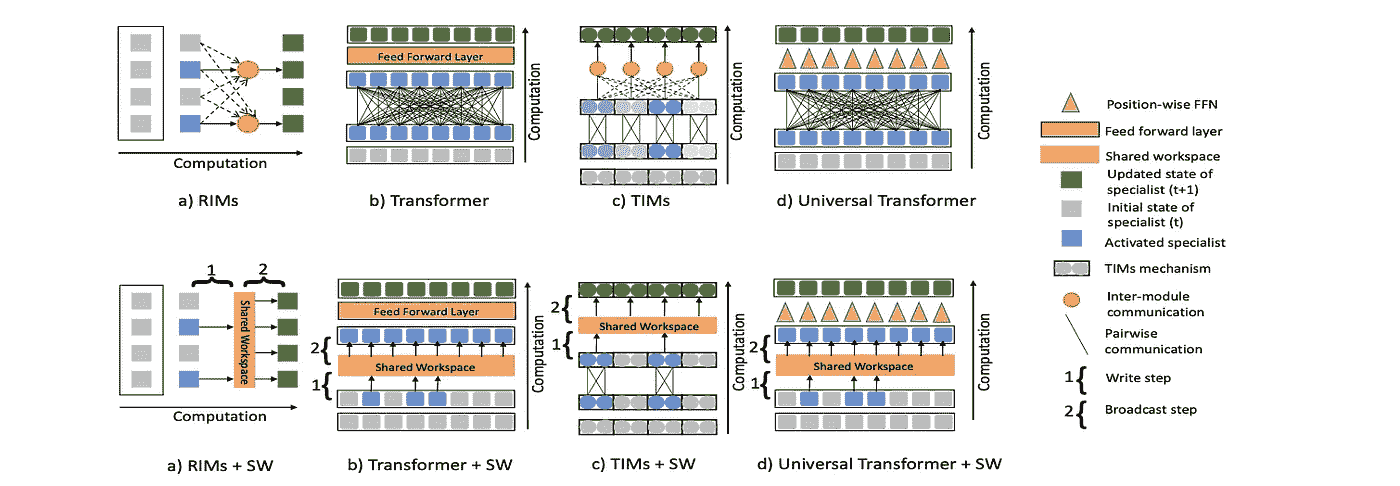 Feed Forward Layer
Computation
Computation
Computation
Computation
a) RIMs
b) Transformer
c) TIMs
d) Universal Transformer
1
2
Shared Workspace
Computation
Feed Forward Layer
2
Shared Workspace
1
Computation
2
Shared Workspace
1
Computation
2
Shared Workspace
1
Computation
a) RIMs + SW
b) Transformer + SW
c) TIMs + SW
d) Universal Transformer + SW
Position-wise FFN
Feed forward layer
Shared workspace
Updated state of
specialist (t+1)
Initial state of
specialist (t)
Activated specialist
TIMs mechanism
Inter-module
communication
Pairwise
communication
1 Write step
2 Broadcast step